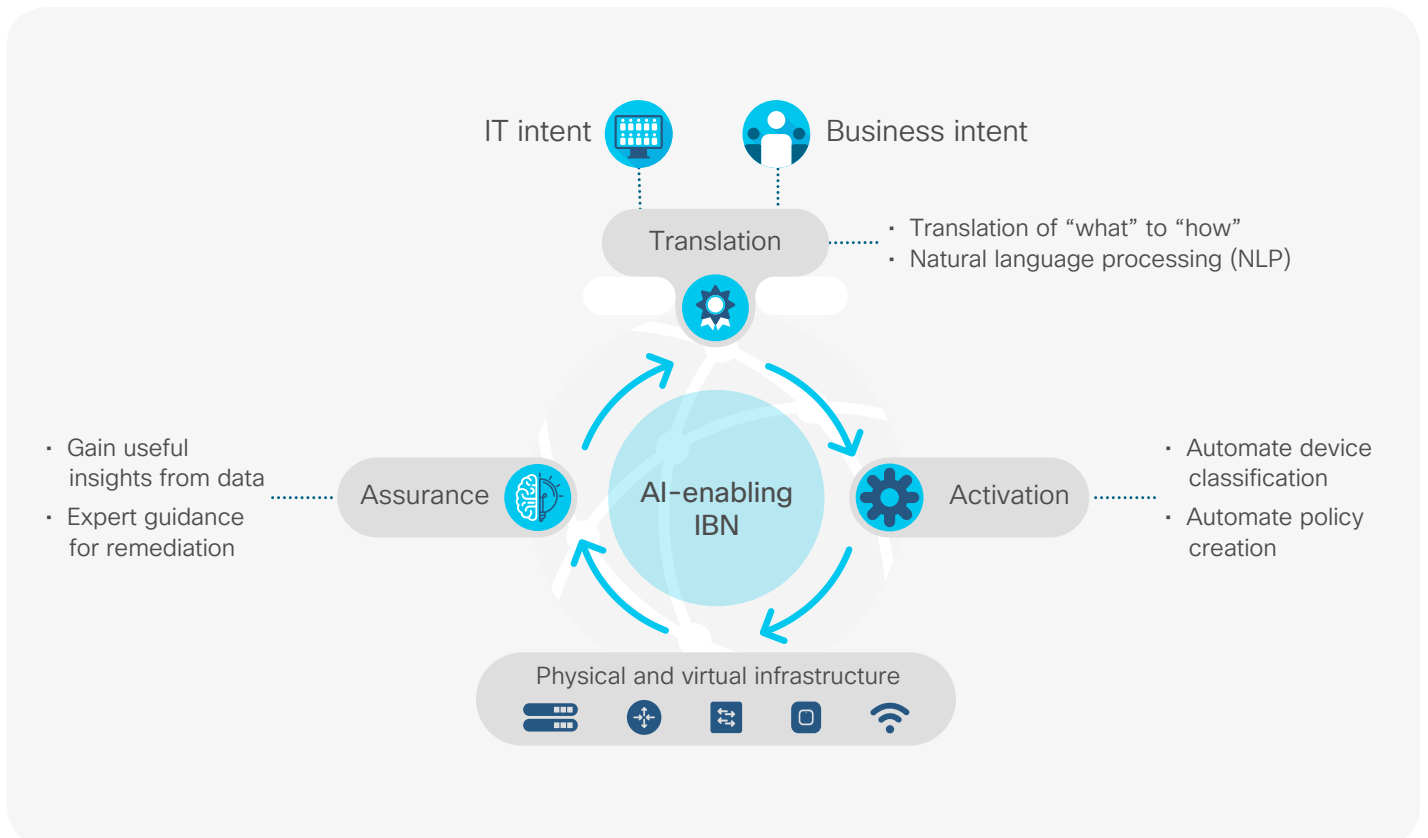 IT intent
Business intent
Translation
· Translation of “what” to “how”
· Natural language processing (NLP)
· Gain useful
insights from data
· Expert guidance
for remediation
Assurance
AI-enabling
IBN
Activation
· Automate device
classification
· Automate policy
creation
Physical and virtual infrastructure